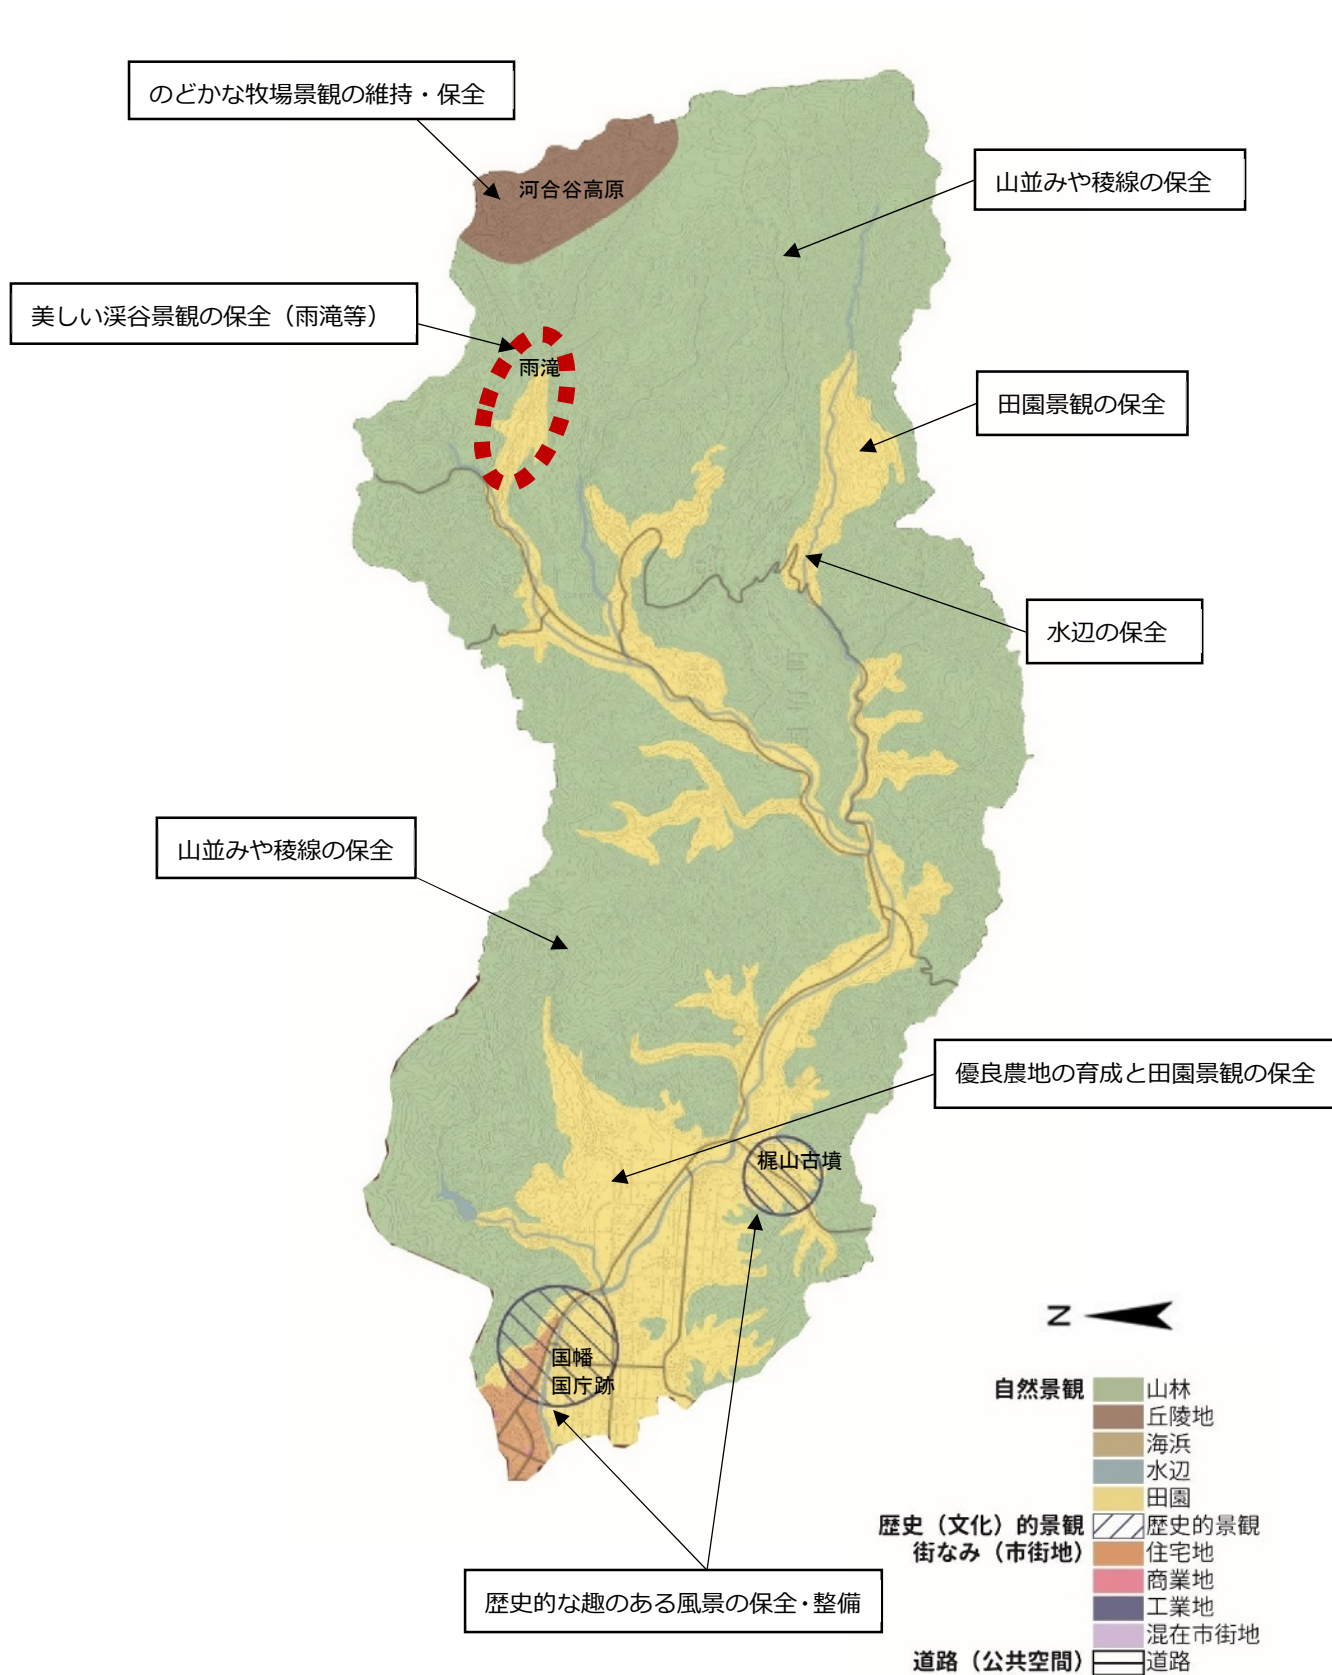 のどかな牧場景観の維持・保全
河合谷高原
山並みや稜線の保全
美しい渓谷景観の保全（雨滝等）
雨滝
田園景観の保全
水辺の保全
山並みや稜線の保全
優良農地の育成と田園景観の保全
梶山古墳
国幡
国庁跡
歴史的な趣のある風景の保全・整備
N
自然景観 山林
丘陵地
海浜
水辺
田園
歴史（文化）的景観 歴史的景観
街なみ（市街地） 住宅地
商業地
工業地
混在市街地
道路（公共空間） 道路